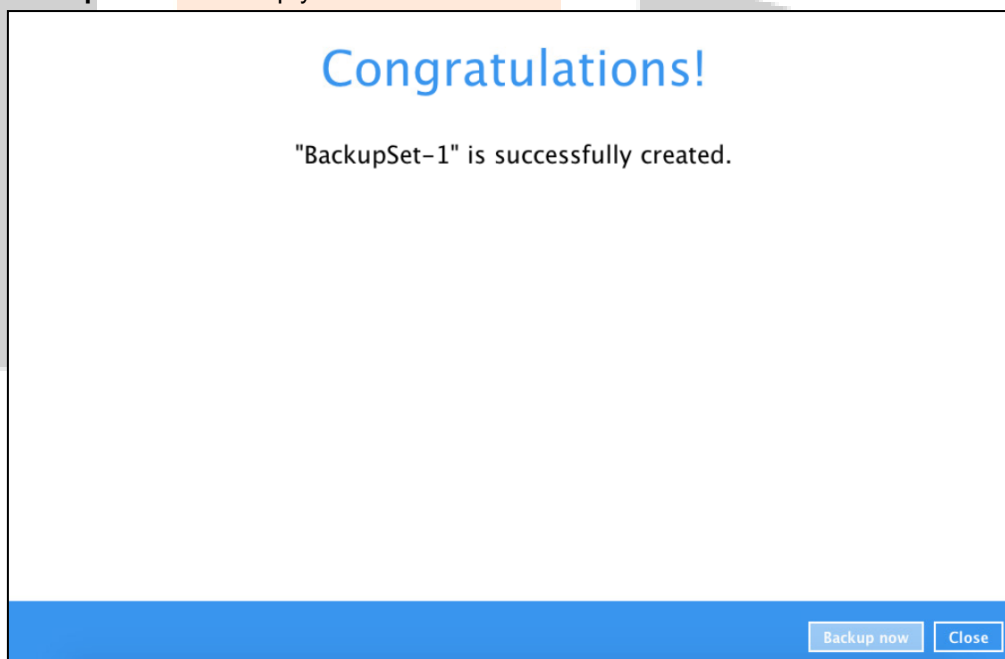 Congratulations!
"BackupSet-1" is successfully created.
Backup now Close